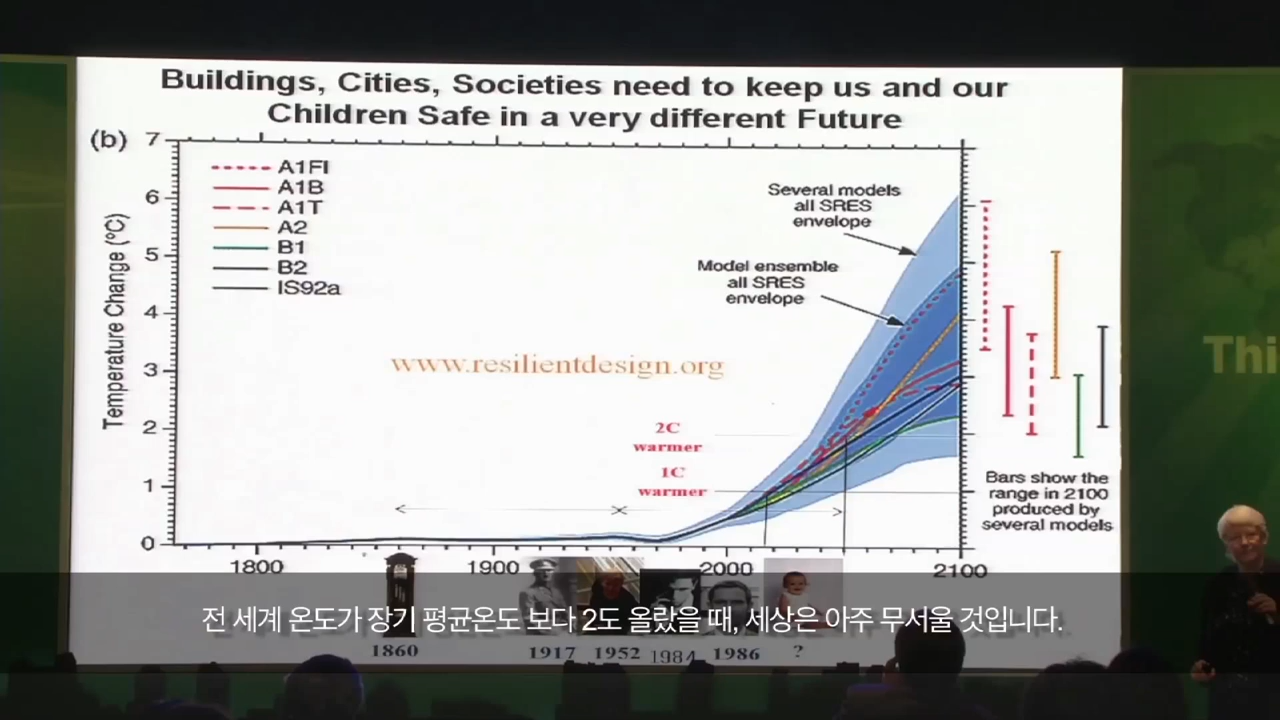 Buildings, Cities, Societies need to keep us and our
Children Safe in a very different Future
(b)
7
6
5
4
3
2
1
0
Temperature Change (ºC)
A1FI
A1B
A1T
A2
B1
B2
IS92a
Several models
all SRES
envelope
Model ensemble
all SRES
envelope
www.resilientdesign.org
2C
warmer
1C
warmer
Bars show the
range in 2100
produced by
several models
1800
1900
2000
2100
Thi
전 세계 온도가 장기 평균온도 보다 2도 올랐을 때, 세상은 아주 무서울 것입니다.
1860
1917
1952
1984
1986
?